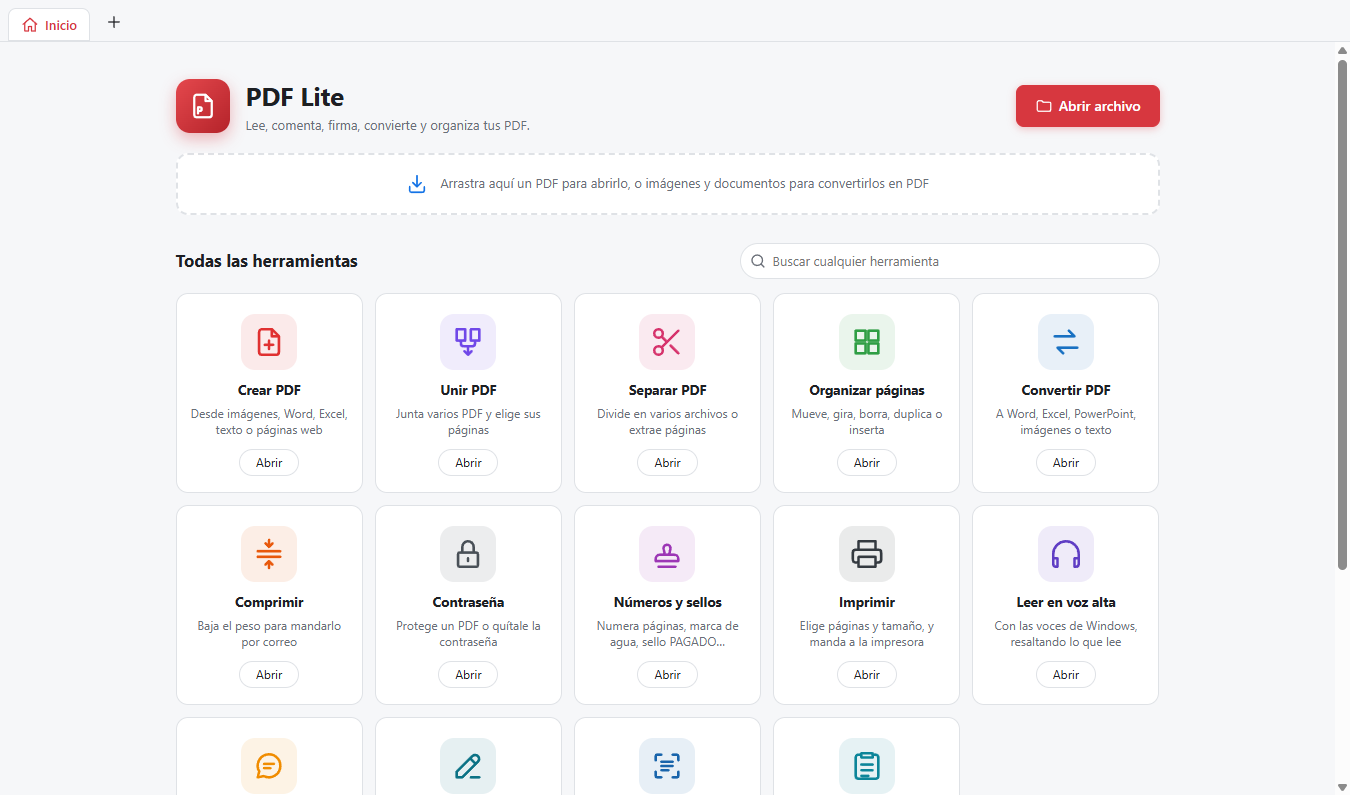 Inicio
PDF Lite
Lee, comenta, firma, convierte y organiza tus PDF.
Abrir archivo
Arrastra aquí un PDF para abrirlo, o imágenes y documentos para convertirlos en PDF
Todas las herramientas
Buscar cualquier herramienta
Crear PDF
Desde imágenes, Word, Excel,
texto o páginas web
Abrir
Unir PDF
Junta varios PDF y elige sus
páginas
Abrir
Separar PDF
Divide en varios archivos o
extrae páginas
Abrir
Organizar páginas
Mueve, gira, borra, duplica o
inserta
Abrir
Convertir PDF
A Word, Excel, PowerPoint,
imágenes o texto
Abrir
Comprimir
Baja el peso para mandarlo
por correo
Abrir
Contraseña
Protege un PDF o quítale la
contraseña
Abrir
Números y sellos
Numera páginas, marca de
agua, sello PAGADO...
Abrir
Imprimir
Elige páginas y tamaño, y
manda a la impresora
Abrir
Leer en voz alta
Con las voces de Windows,
resaltando lo que lee
Abrir